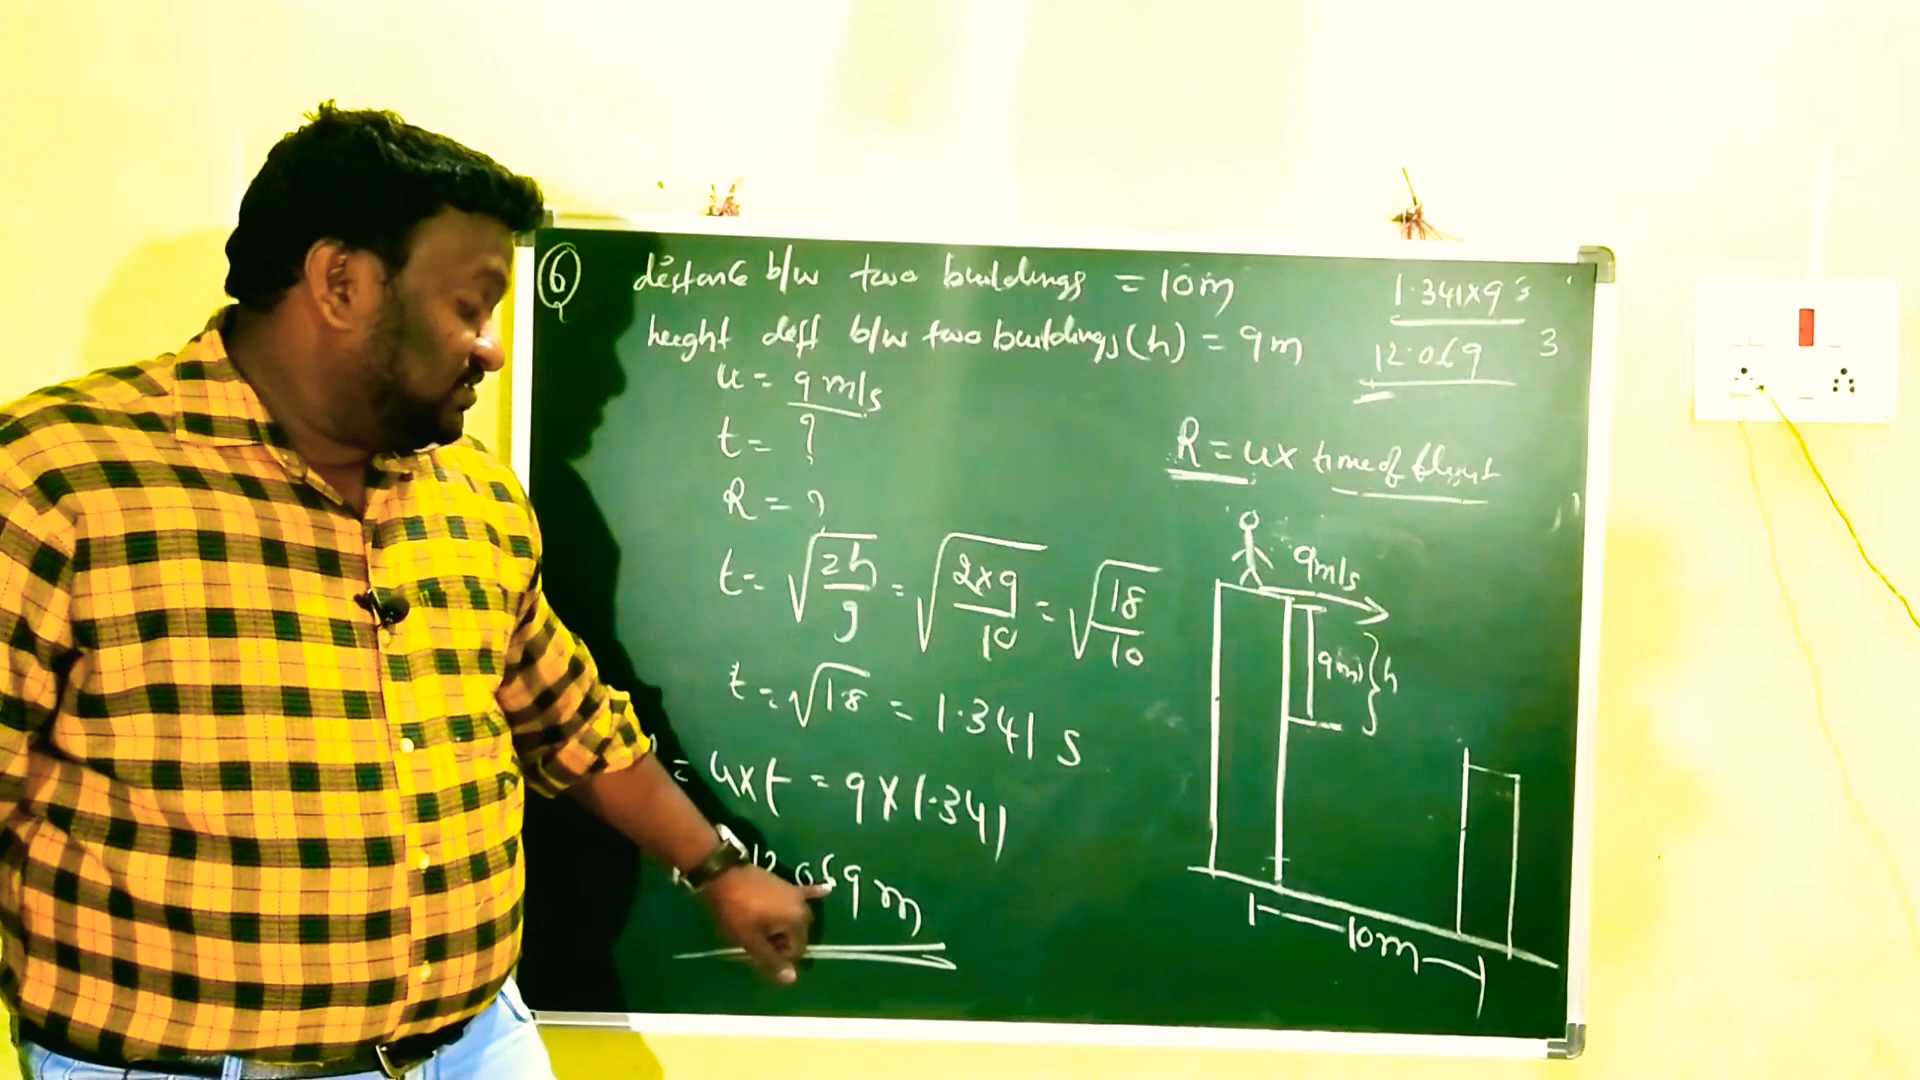 6 distance b/w two buildings = 10m
height diff b/w two buildings (h) = 9m
u = 9 m/s
t = ?
R = ?
t = √(2h/g) = √(2×9/10) = √(18/10)
t = √1.8 = 1.341 s
= u×t = 9 × 1.341
12.069 m
1.341×9
3
12.069
3
R = u× time of flight
9m/s
9m } h
10m